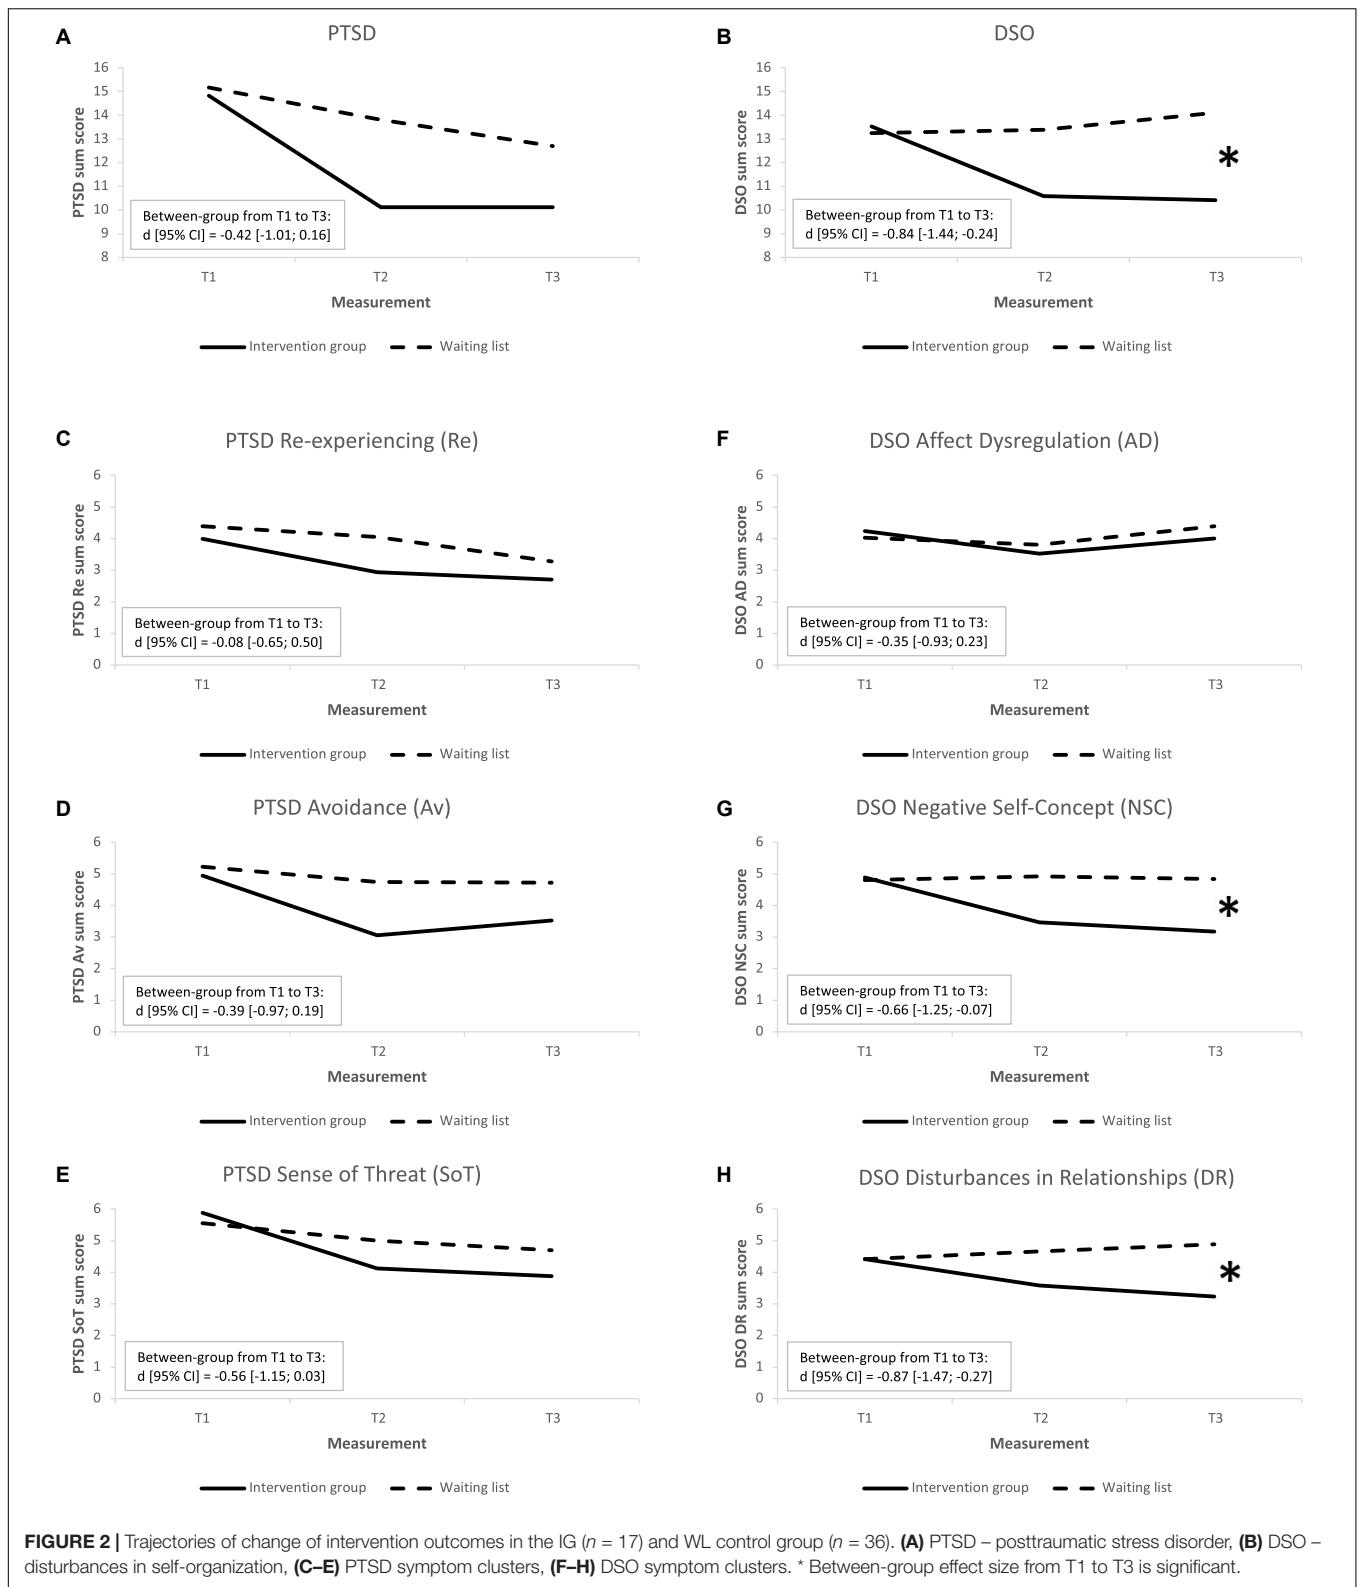 A
PTSD
16
15
14
13
12
11
10
9
8
PTSD sum score
Between-group from T1 to T3:
d [95% CI] = -0.42 [-1.01; 0.16]
T1
T2
T3
Measurement
Intervention group
Waiting list
B
DSO
16
15
14
13
12
11
10
9
8
DSO sum score
*
Between-group from T1 to T3:
d [95% CI] = -0.84 [-1.44; -0.24]
T1
T2
T3
Measurement
Intervention group
Waiting list
C
PTSD Re-experiencing (Re)
6
5
4
3
2
1
0
PTSD Re sum score
Between-group from T1 to T3:
d [95% CI] = -0.08 [-0.65; 0.50]
T1
T2
T3
Measurement
Intervention group
Waiting list
F
DSO Affect Dysregulation (AD)
6
5
4
3
2
1
0
DSO AD sum score
Between-group from T1 to T3:
d [95% CI] = -0.35 [-0.93; 0.23]
T1
T2
T3
Measurement
Intervention group
Waiting list
D
PTSD Avoidance (Av)
6
5
4
3
2
1
0
PTSD Av sum score
Between-group from T1 to T3:
d [95% CI] = -0.39 [-0.97; 0.19]
T1
T2
T3
Measurement
Intervention group
Waiting list
G
DSO Negative Self-Concept (NSC)
6
5
4
3
2
1
0
DSO NSC sum score
*
Between-group from T1 to T3:
d [95% CI] = -0.66 [-1.25; -0.07]
T1
T2
T3
Measurement
Intervention group
Waiting list
E
PTSD Sense of Threat (SoT)
6
5
4
3
2
1
0
PTSD SoT sum score
Between-group from T1 to T3:
d [95% CI] = -0.56 [-1.15; 0.03]
T1
T2
T3
Measurement
Intervention group
Waiting list
H
DSO Disturbances in Relationships (DR)
6
5
4
3
2
1
0
DSO DR sum score
*
Between-group from T1 to T3:
d [95% CI] = -0.87 [-1.47; -0.27]
T1
T2
T3
Measurement
Intervention group
Waiting list
FIGURE 2 | Trajectories of change of intervention outcomes in the IG (n = 17) and WL control group (n = 36). (A) PTSD – posttraumatic stress disorder, (B) DSO –
disturbances in self-organization, (C–E) PTSD symptom clusters, (F–H) DSO symptom clusters. * Between-group effect size from T1 to T3 is significant.